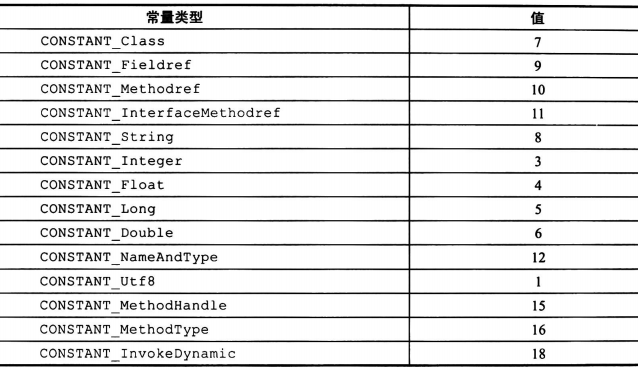 常量类型 值
CONSTANT_Class 7
CONSTANT_Fieldref 9
CONSTANT_Methodref 10
CONSTANT_InterfaceMethodref 11
CONSTANT_String 8
CONSTANT_Integer 3
CONSTANT_Float 4
CONSTANT_Long 5
CONSTANT_Double 6
CONSTANT_NameAndType 12
CONSTANT_Utf8 1
CONSTANT_MethodHandle 15
CONSTANT_MethodType 16
CONSTANT_InvokeDynamic 18